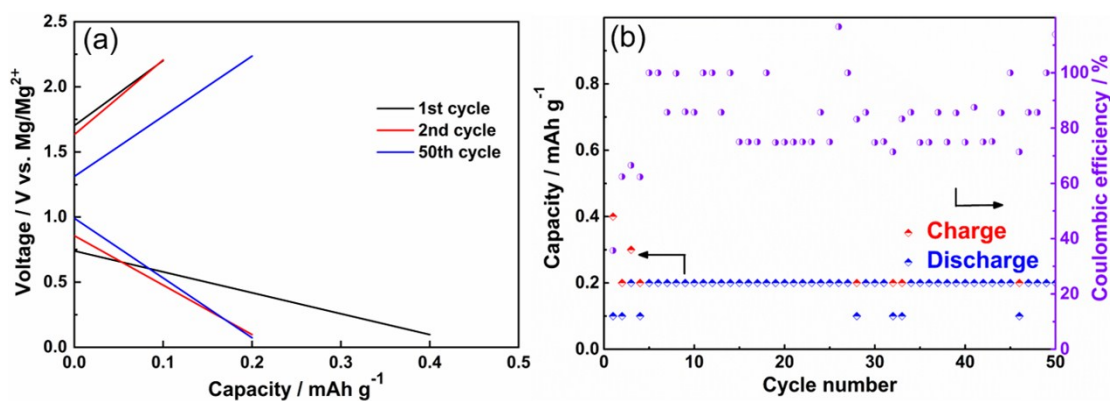 (a)
2.5
2.0
1.5
1.0
0.5
0.0
Voltage / V vs. Mg/Mg²⁺
1st cycle
2nd cycle
50th cycle
0.0 0.1 0.2 0.3 0.4 0.5
Capacity / mAh g⁻¹
(b)
0.8
0.6
0.4
0.2
0.0
Capacity / mAh g⁻¹
Charge
Discharge
100
80
60
40
20
0
Coulombic efficiency / %
0 10 20 30 40 50
Cycle number